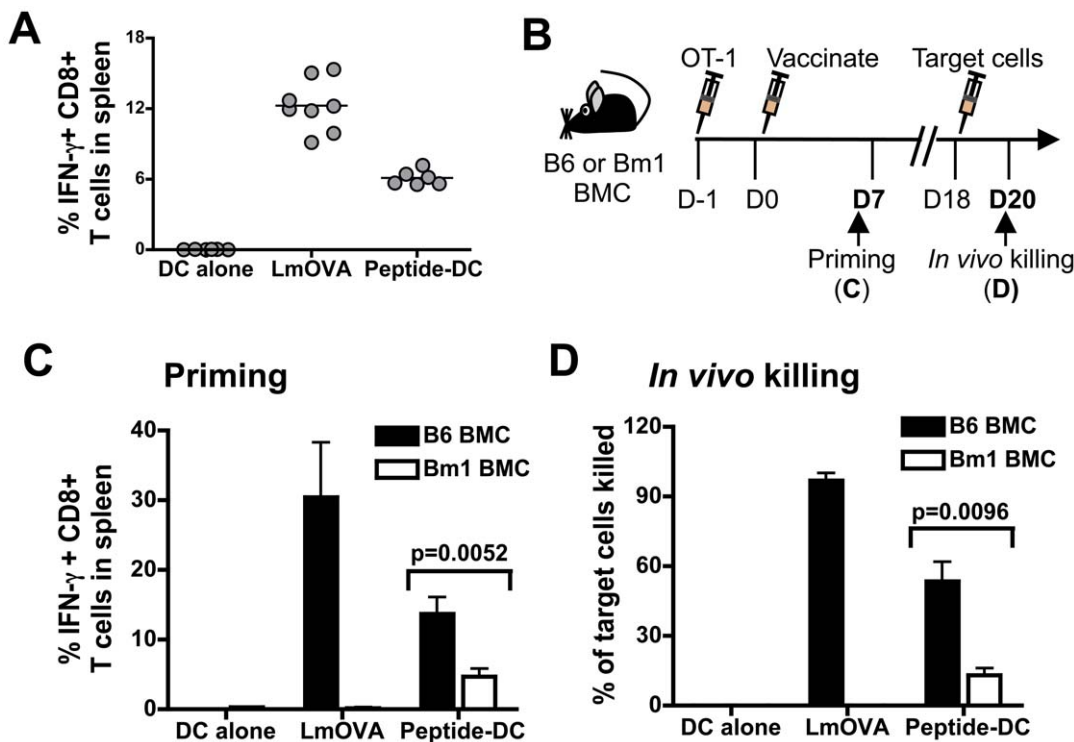 A
% IFN-γ+ CD8+
T cells in spleen
18
12
6
0
DC alone LmOVA Peptide-DC
B
OT-1 Vaccinate Target cells
B6 or Bm1
BMC
D-1 D0 D7 D18 D20
Priming
(C)
In vivo killing
(D)
C Priming
% IFN-γ + CD8+
T cells in spleen
40
30
20
10
0
B6 BMC
Bm1 BMC
p=0.0052
DC alone LmOVA Peptide-DC
D In vivo killing
% of target cells killed
120
90
60
30
0
B6 BMC
Bm1 BMC
p=0.0096
DC alone LmOVA Peptide-DC